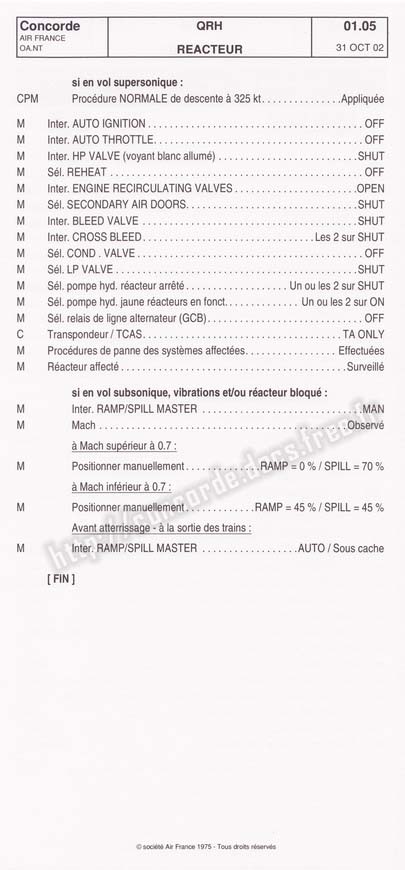 Concorde
AIR FRANCE
OA.NT
QRH
REACTEUR
01.05
31 OCT 02
si en vol supersonique :
CPM Procédure NORMALE de descente à 325 kt..............Appliquée
M Inter. AUTO IGNITION .......................................OFF
M Inter. AUTO THROTTLE.......................................OFF
M Inter. HP VALVE (voyant blanc allumé) .........................SHUT
M Sél. REHEAT ..............................................OFF
M Inter. ENGINE RECIRCULATING VALVES......................OPEN
M Sél. SECONDARY AIR DOORS...............................SHUT
M Inter. BLEED VALVE ........................................SHUT
M Inter. CROSS BLEED..............................Les 2 sur SHUT
M Sél. COND . VALVE .........................................OFF
M Sél. LP VALVE .............................................SHUT
M Sél. pompe hyd. réacteur arrêté...................Un ou les 2 sur SHUT
M Sél. pompe hyd. jaune réacteurs en fonct.............Un ou les 2 sur ON
M Sél. relais de ligne alternateur (GCB)............................OFF
C Transpondeur / TCAS...................................TA ONLY
M Procédures de panne des systèmes affectées................Effectuées
M Réacteur affecté .........................................Surveillé
si en vol subsonique, vibrations et/ou réacteur bloqué :
M Inter. RAMP/SPILL MASTER ............................MAN
M Mach ............................................Observé
à Mach supérieur à 0.7 :
M Positionner manuellement.............RAMP = 0 % / SPILL = 70 %
à Mach inférieur à 0.7 :
M Positionner manuellement............RAMP = 45 % / SPILL = 45 %
Avant atterrissage - à la sortie des trains :
M Inter. RAMP/SPILL MASTER .................AUTO / Sous cache
[ FIN ]
http://concorde.docs.free.fr
© société Air France 1975 - Tous droits réservés